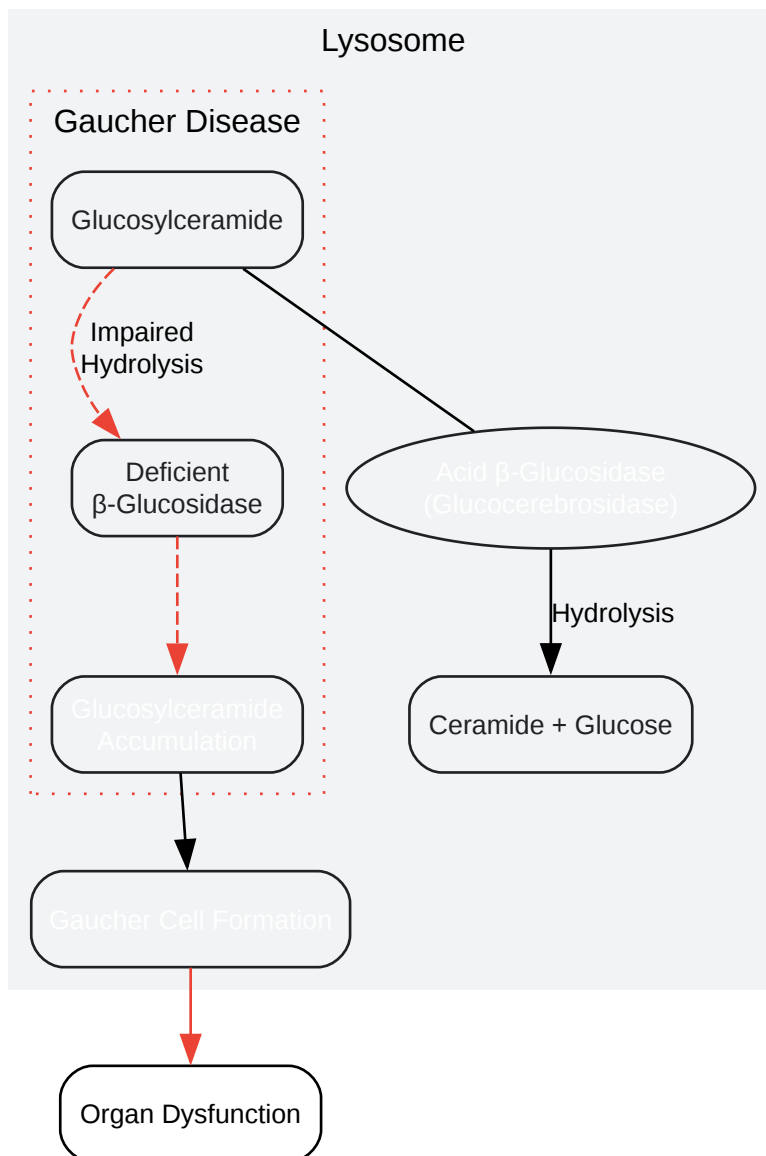 Lysosome
Gaucher Disease
Glucosylceramide
Impaired
Hydrolysis
Deficient
β-Glucosidase
Acid β-Glucosidase
(Glucocerebrosidase)
Hydrolysis
Glucosylceramide
Accumulation
Ceramide + Glucose
Gaucher Cell Formation
Organ Dysfunction